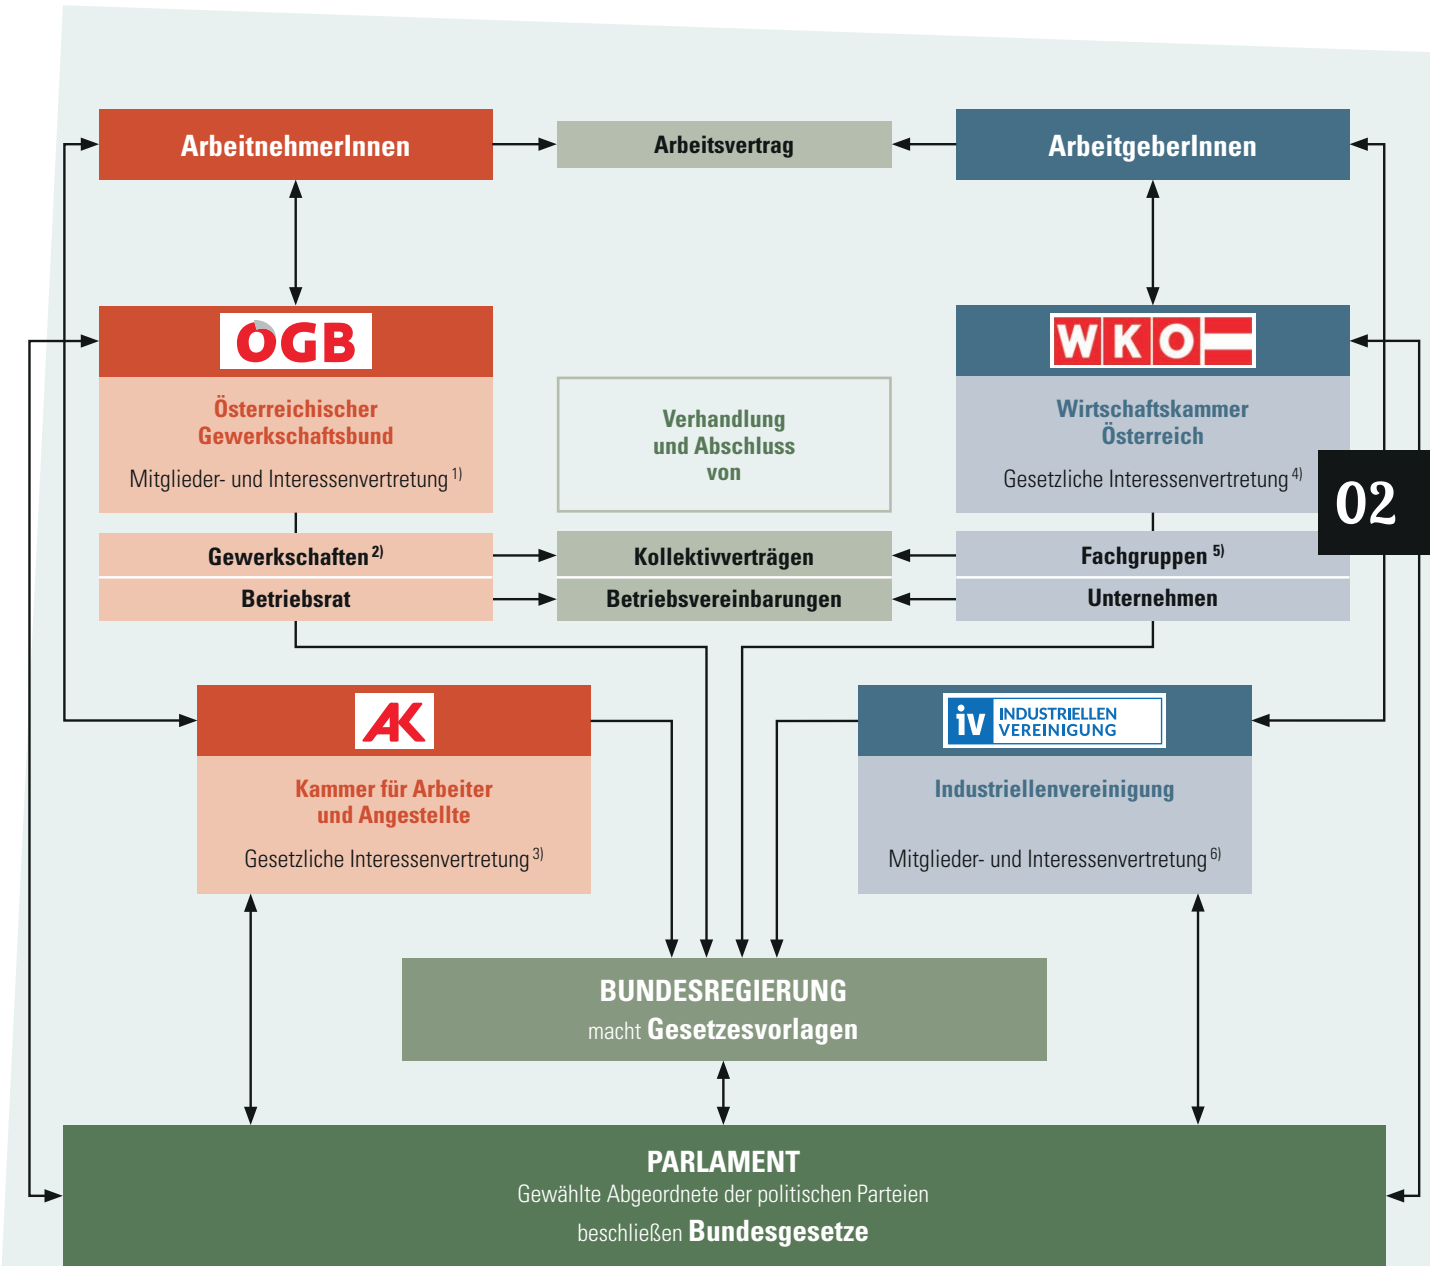 ArbeitnehmerInnen
Arbeitsvertrag
ArbeitgeberInnen
ÖGB
Österreichischer
Gewerkschaftsbund
Mitglieder- und Interessenvertretung 1)
Verhandlung
und Abschluss
von
WKO
Wirtschaftskammer
Österreich
Gesetzliche Interessenvertretung 4)
02
Gewerkschaften 2)
Kollektivverträgen
Fachgruppen 5)
Betriebsrat
Betriebsvereinbarungen
Unternehmen
AK
Kammer für Arbeiter
und Angestellte
Gesetzliche Interessenvertretung 3)
iv INDUSTRIELLEN
VEREINIGUNG
Industriellenvereinigung
Mitglieder- und Interessenvertretung 6)
BUNDESREGIERUNG
macht Gesetzesvorlagen
PARLAMENT
Gewählte Abgeordnete der politischen Parteien
beschließen Bundesgesetze